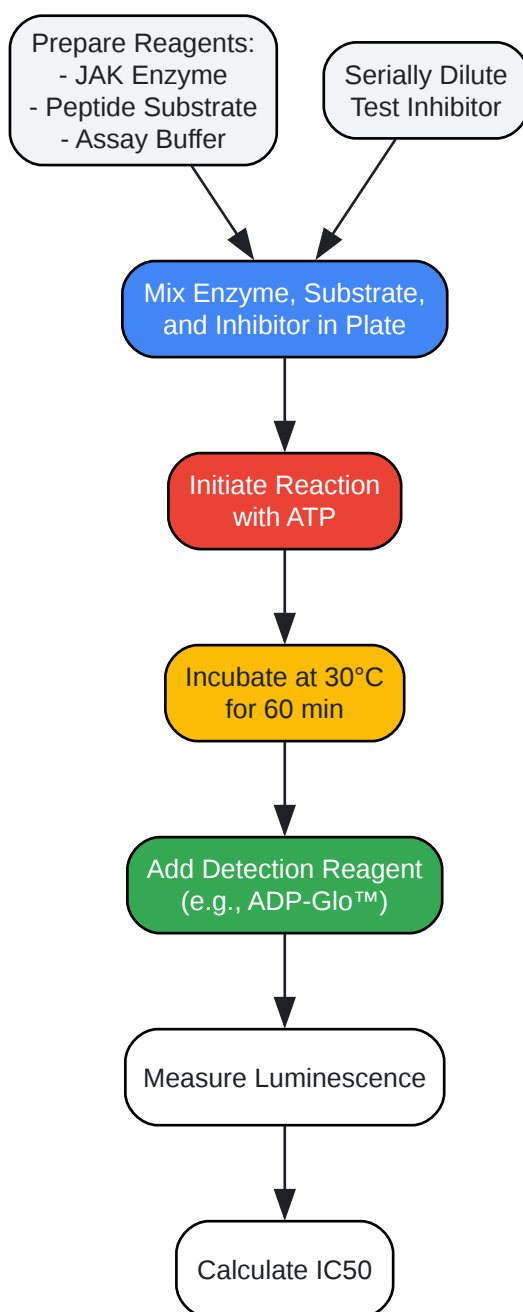 Prepare Reagents:
- JAK Enzyme
- Peptide Substrate
- Assay Buffer
Serially Dilute
Test Inhibitor
Mix Enzyme, Substrate,
and Inhibitor in Plate
Initiate Reaction
with ATP
Incubate at 30°C
for 60 min
Add Detection Reagent
(e.g., ADP-Glo™)
Measure Luminescence
Calculate IC50